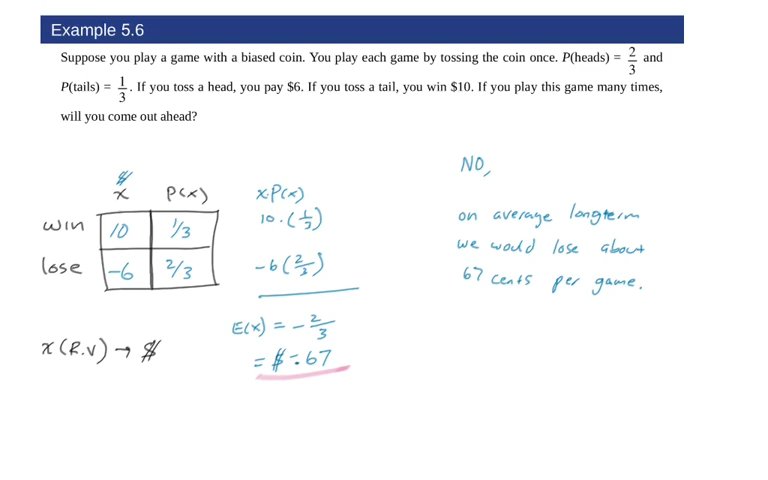 Example 5.6
Suppose you play a game with a biased coin. You play each game by tossing the coin once. P(heads) = 2/3 and
P(tails) = 1/3. If you toss a head, you pay $6. If you toss a tail, you win $10. If you play this game many times,
will you come out ahead?
$
x P(x) x·P(x)
win 10 1/3 10·(1/3)
lose -6 2/3 -6(2/3)
E(x) = -2/3
= $-.67
x (R.V) → $
NO,
on average longterm
we would lose about
67 cents per game.